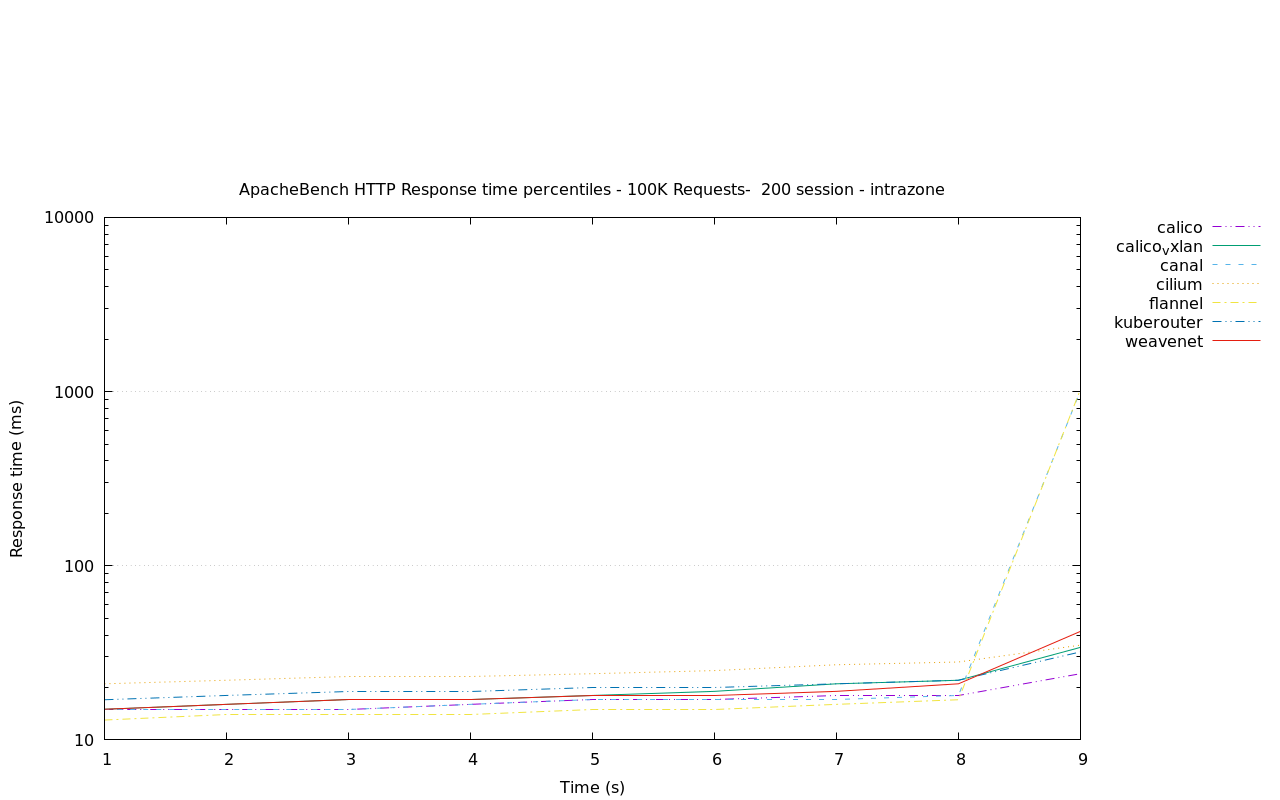 ApacheBench HTTP Response time percentiles - 100K Requests-  200 session - intrazone
10000
1000
100
10
Response time (ms)
1 2 3 4 5 6 7 8 9
Time (s)
calico
calicovxlan
canal
cilium
flannel
kuberouter
weavenet